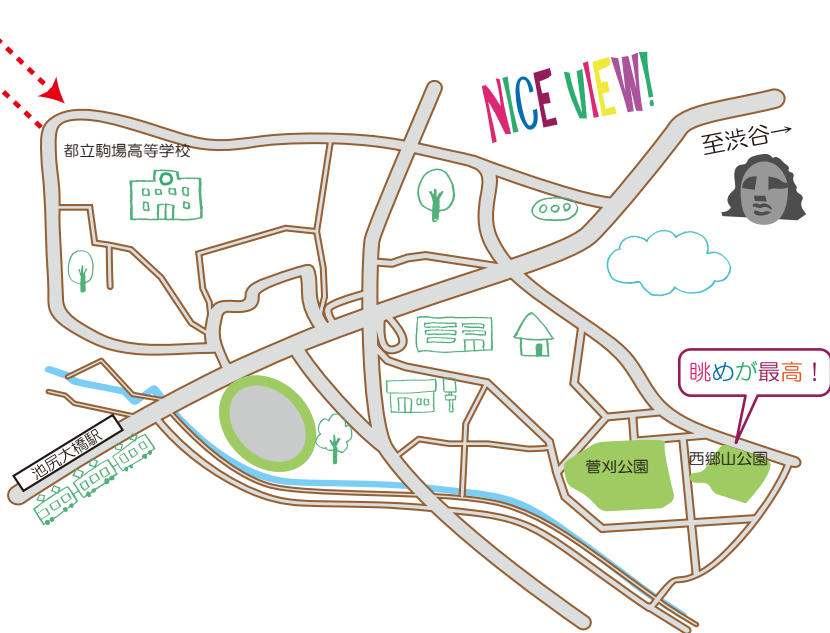 NICE VIEW!
至渋谷→
都立駒場高等学校
眺めが最高！
池尻大橋駅
菅刈公園
西郷山公園